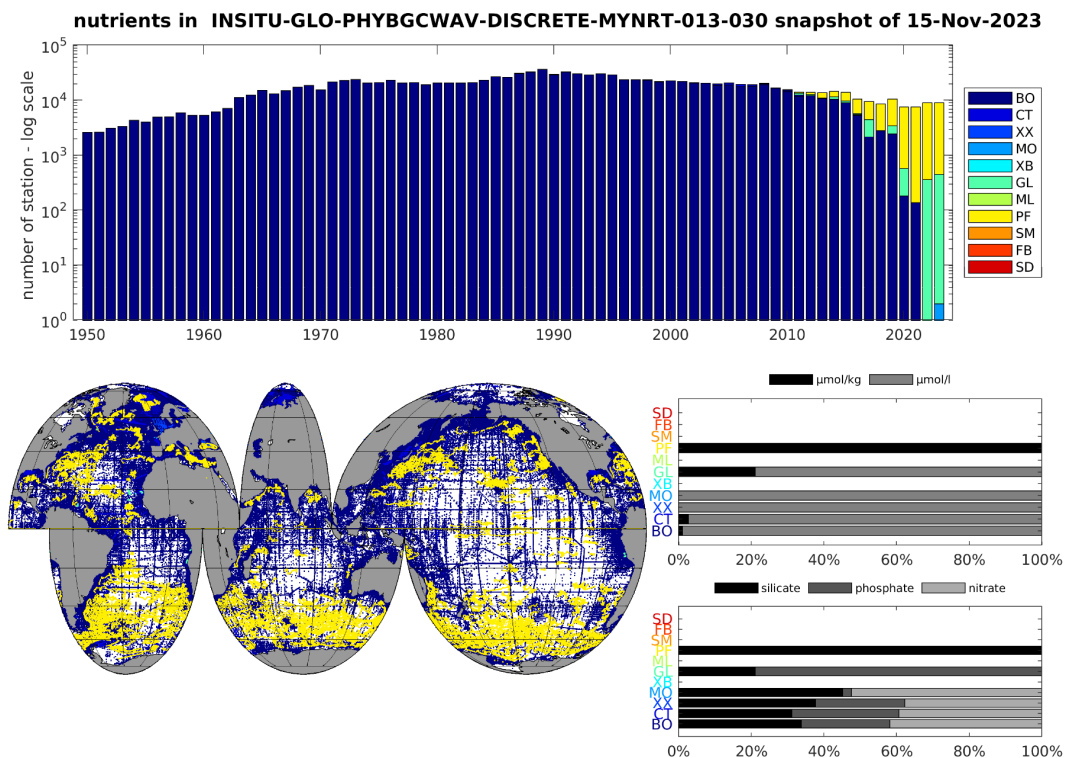 nutrients in INSITU-GLO-PHYBGCWAV-DISCRETE-MYNRT-013-030 snapshot of 15-Nov-2023
number of station - log scale
10^5
10^4
10^3
10^2
10^1
10^0
1950 1960 1970 1980 1990 2000 2010 2020
BO
CT
XX
MO
XB
GL
ML
PF
SM
FB
SD
µmol/kg µmol/l
SD
FB
SM
PF
ML
GL
XB
MO
XX
CT
BO
0% 20% 40% 60% 80% 100%
silicate phosphate nitrate
SD
FB
SM
PF
ML
GL
XB
MO
XX
CT
BO
0% 20% 40% 60% 80% 100%